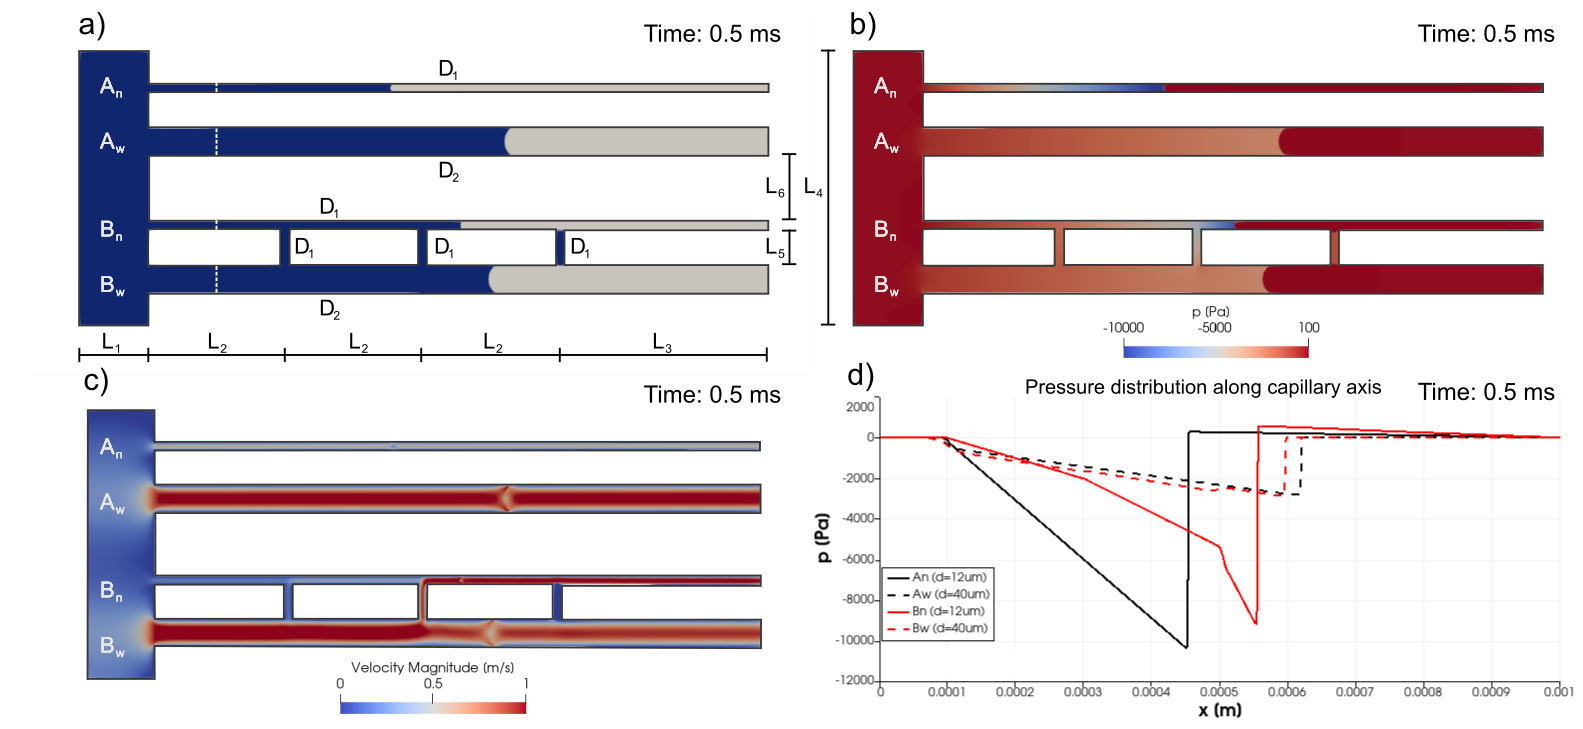 a)
Time: 0.5 ms
An
D1
Aw
D2
L6
L4
D1
Bn
D1
D1
D1
L5
Bw
D2
L1
L2
L2
L2
L3
b)
Time: 0.5 ms
An
Aw
Bn
Bw
p (Pa)
-10000 -5000 100
c)
Time: 0.5 ms
An
Aw
Bn
Bw
Velocity Magnitude (m/s)
0 0.5 1
d)
Pressure distribution along capillary axis
Time: 0.5 ms
2000
0
-2000
-4000
-6000
-8000
-10000
-12000
p (Pa)
An (d=12um)
Aw (d=40um)
Bn (d=12um)
Bw (d=40um)
0 0.0001 0.0002 0.0003 0.0004 0.0005 0.0006 0.0007 0.0008 0.0009 0.001
x (m)